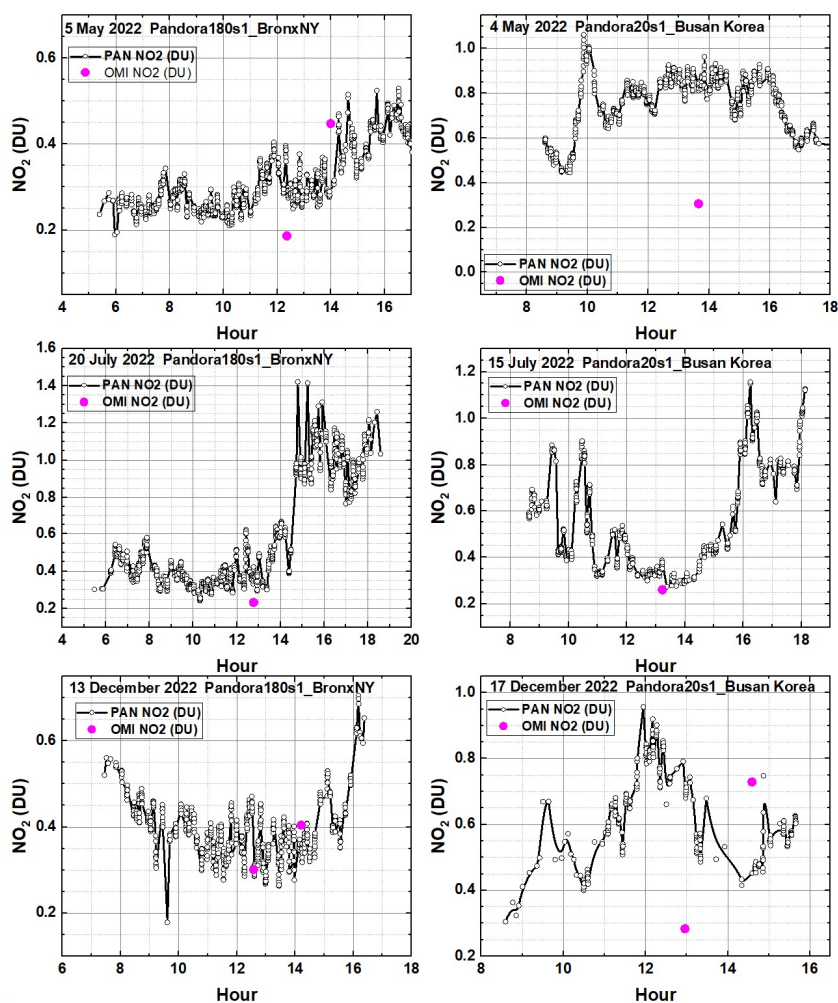 5 May 2022 Pandora180s1_BronxNY
PAN NO2 (DU)
OMI NO2 (DU)
NO₂ (DU)
0.6
0.4
0.2
4 6 8 10 12 14 16
Hour
4 May 2022 Pandora20s1_Busan Korea
NO₂ (DU)
1.0
0.8
0.6
0.4
0.2
0.0
PAN NO2 (DU)
OMI NO2 (DU)
8 10 12 14 16 18
Hour
20 July 2022 Pandora180s1_BronxNY
PAN NO2 (DU)
OMI NO2 (DU)
NO₂ (DU)
1.6
1.4
1.2
1.0
0.8
0.6
0.4
0.2
4 6 8 10 12 14 16 18 20
Hour
15 July 2022 Pandora20s1_Busan Korea
PAN NO2 (DU)
OMI NO2 (DU)
NO₂ (DU)
1.2
1.0
0.8
0.6
0.4
0.2
8 10 12 14 16 18
Hour
13 December 2022 Pandora180s1_BronxNY
PAN NO2 (DU)
OMI NO2 (DU)
NO₂ (DU)
0.6
0.4
0.2
6 8 10 12 14 16 18
Hour
17 December 2022 Pandora20s1_Busan Korea
PAN NO2 (DU)
OMI NO2 (DU)
NO₂ (DU)
1.0
0.8
0.6
0.4
0.2
8 10 12 14 16
Hour